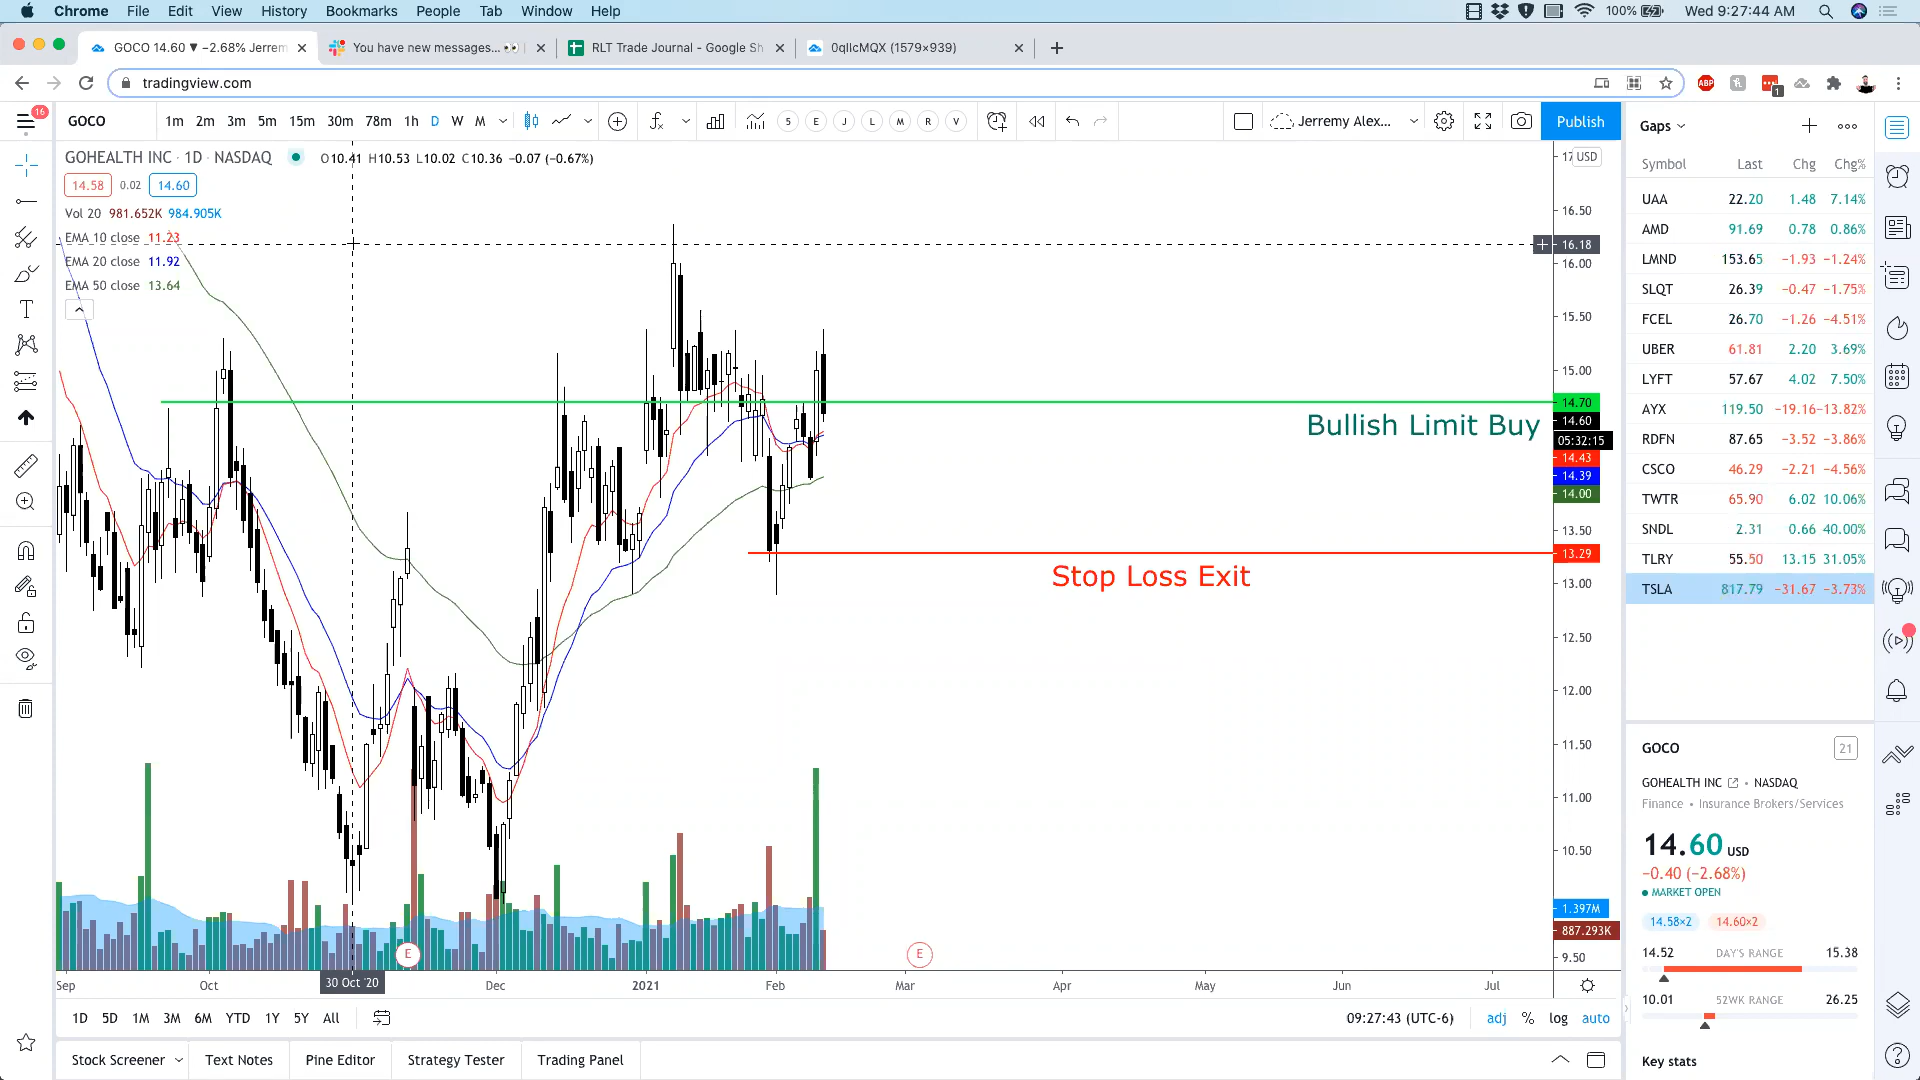 Chrome File Edit View History Bookmarks People Tab Window Help 100% Wed 9:27:44 AM
GOCO 14.60 ▼ −2.68% Jerrem You have new messages... 👀 RLT Trade Journal - Google Sh 0qIlcMQX (1579×939)
tradingview.com ABP 1
16 GOCO 1m 2m 3m 5m 15m 30m 78m 1h D W M S E J L A R V Jerremy Alex... Publish
Gaps
GOHEALTH INC · 1D · NASDAQ O10.41 H10.53 L10.02 C10.36 −0.07 (−0.67%)
14.58 0.02 14.60
Vol 20 981.652K 984.905K
EMA 10 close 11.23
EMA 20 close 11.92
EMA 50 close 13.64
USD
16.50
16.18
16.00
15.50
15.00
14.70
14.60
05:32:15
14.43
14.39
14.00
13.50
13.29
13.00
12.50
12.00
11.50
11.00
10.50
1.397M
887.293K
9.50
Bullish Limit Buy
Stop Loss Exit
E E
Sep Oct 30 Oct '20 Dec 2021 Feb Mar Apr May Jun Jul
1D 5D 1M 3M 6M YTD 1Y 5Y All 09:27:43 (UTC-6) adj % log auto
Stock Screener Text Notes Pine Editor Strategy Tester Trading Panel
Symbol Last Chg Chg%
UAA 22.20 1.48 7.14%
AMD 91.69 0.78 0.86%
LMND 153.65 −1.93 −1.24%
SLQT 26.39 −0.47 −1.75%
FCEL 26.70 −1.26 −4.51%
UBER 61.81 2.20 3.69%
LYFT 57.67 4.02 7.50%
AYX 119.50 −19.16 −13.82%
RDFN 87.65 −3.52 −3.86%
CSCO 46.29 −2.21 −4.56%
TWTR 65.90 6.02 10.06%
SNDL 2.31 0.66 40.00%
TLRY 55.50 13.15 31.05%
TSLA 817.79 −31.67 −3.73%
GOCO 21
GOHEALTH INC • NASDAQ
Finance • Insurance Brokers/Services
14.60 USD
−0.40 (−2.68%)
MARKET OPEN
14.58×2 14.60×2
14.52 DAY'S RANGE 15.38
10.01 52WK RANGE 26.25
Key stats